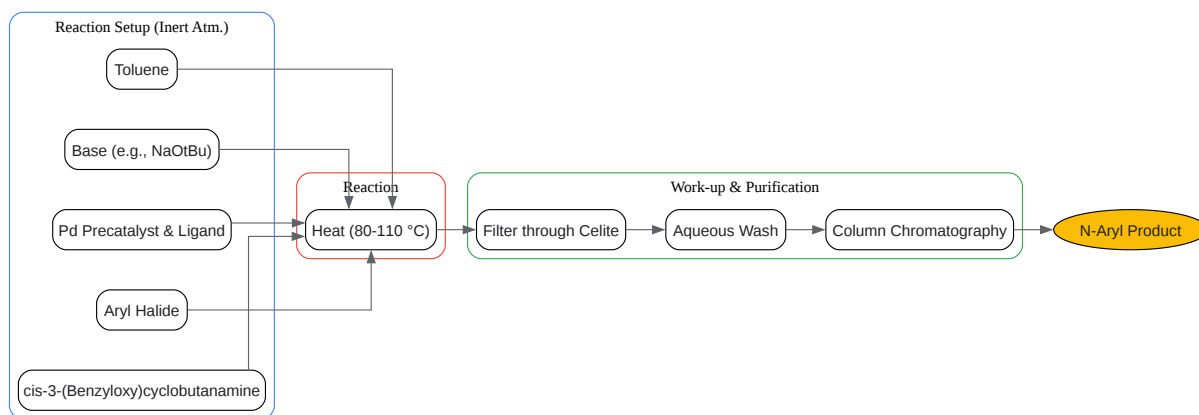 Reaction Setup (Inert Atm.)
Toluene
Base (e.g., NaOtBu)
Pd Precatalyst & Ligand
Aryl Halide
cis-3-(Benzyloxy)cyclobutanamine
Reaction
Heat (80-110 °C)
Work-up & Purification
Filter through Celite
Aqueous Wash
Column Chromatography
N-Aryl Product